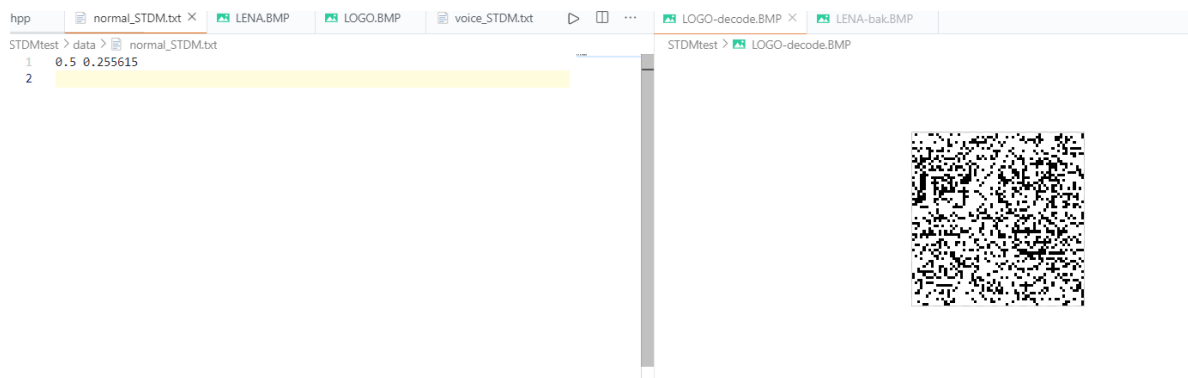 hpp normal_STDM.txt LENA.BMP LOGO.BMP voice_STDM.txt ...
STDMtest > data > normal_STDM.txt
1 0.5 0.255615
2
LOGO-decode.BMP LENA-bak.BMP
STDMtest > LOGO-decode.BMP